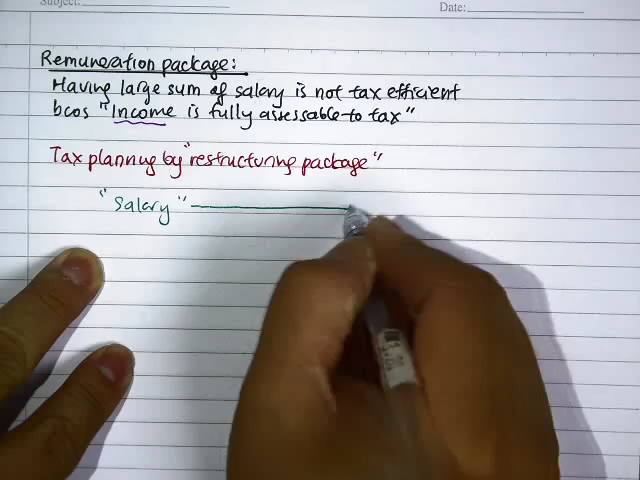 Subject:
Date:
Remuneration package:
Having large sum of salary is not tax efficient
bcos "Income is fully assessable to tax"
Tax planning by "restructuring package"
"Salary"